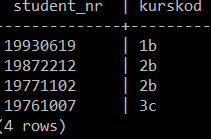 student_nr | kurskod
------------+---------
19930619 | 1b
19872212 | 2b
19771102 | 2b
19761007 | 3c
(4 rows)